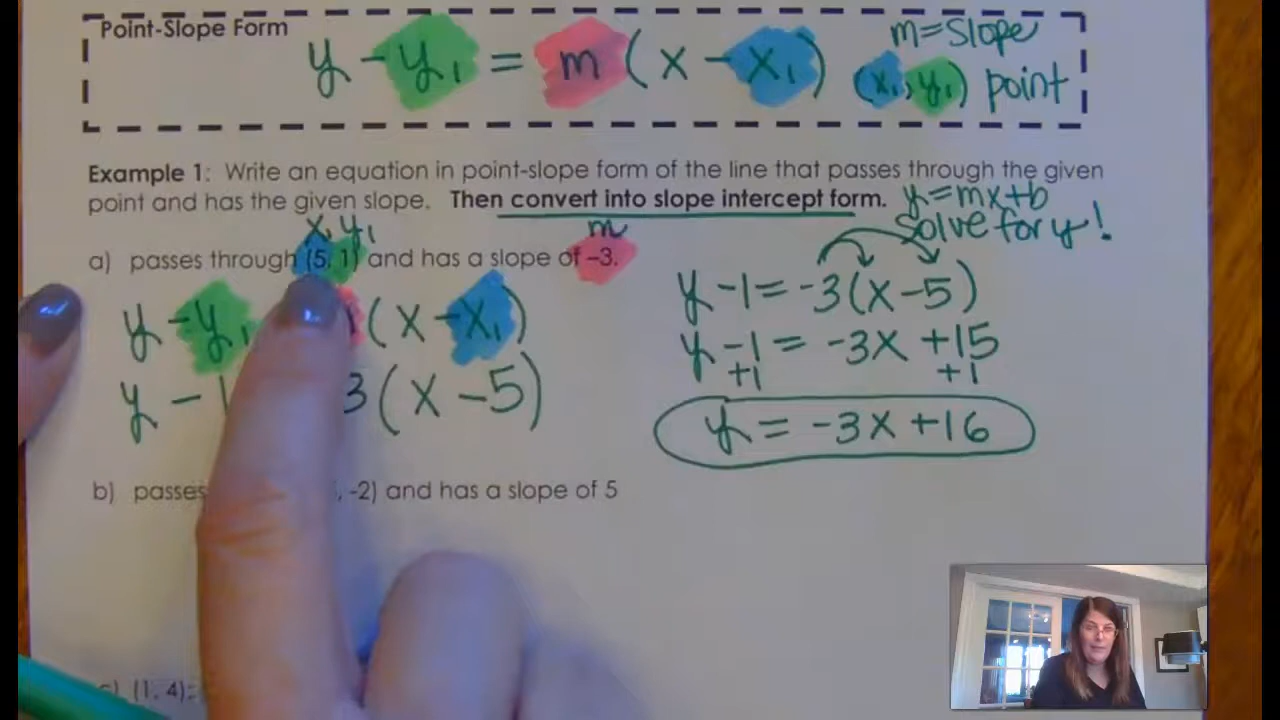 Point-Slope Form
y - y₁ = m (x - x₁)
m = Slope
(x₁, y₁) point
Example 1: Write an equation in point-slope form of the line that passes through the given
point and has the given slope. Then convert into slope intercept form.
y = mx + b
Solve for y!
x₁ y₁
m
a) passes through (5, 1) and has a slope of -3.
y - y₁ (x - x₁)
y - 1 3 (x - 5)
y - 1 = -3(x - 5)
y - 1 = -3x + 15
+1 +1
y = -3x + 16
b) passes , -2) and has a slope of 5
(1, 4)